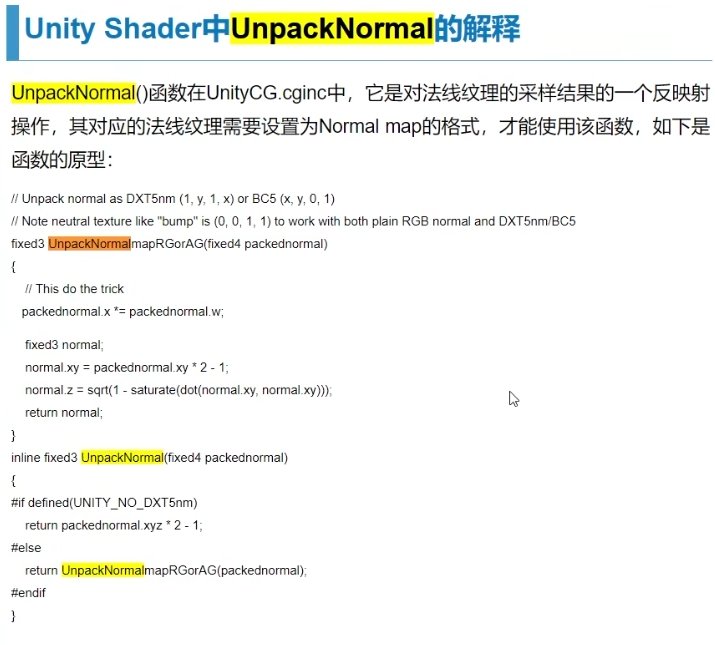 Unity Shader中UnpackNormal的解释
UnpackNormal()函数在UnityCG.cginc中，它是对法线纹理的采样结果的一个反映射
操作，其对应的法线纹理需要设置为Normal map的格式，才能使用该函数，如下是
函数的原型：
// Unpack normal as DXT5nm (1, y, 1, x) or BC5 (x, y, 0, 1)
// Note neutral texture like "bump" is (0, 0, 1, 1) to work with both plain RGB normal and DXT5nm/BC5
fixed3 UnpackNormalmapRGorAG(fixed4 packednormal)
{
// This do the trick
packednormal.x *= packednormal.w;
fixed3 normal;
normal.xy = packednormal.xy * 2 - 1;
normal.z = sqrt(1 - saturate(dot(normal.xy, normal.xy)));
return normal;
}
inline fixed3 UnpackNormal(fixed4 packednormal)
{
#if defined(UNITY_NO_DXT5nm)
return packednormal.xyz * 2 - 1;
#else
return UnpackNormalmapRGorAG(packednormal);
#endif
}